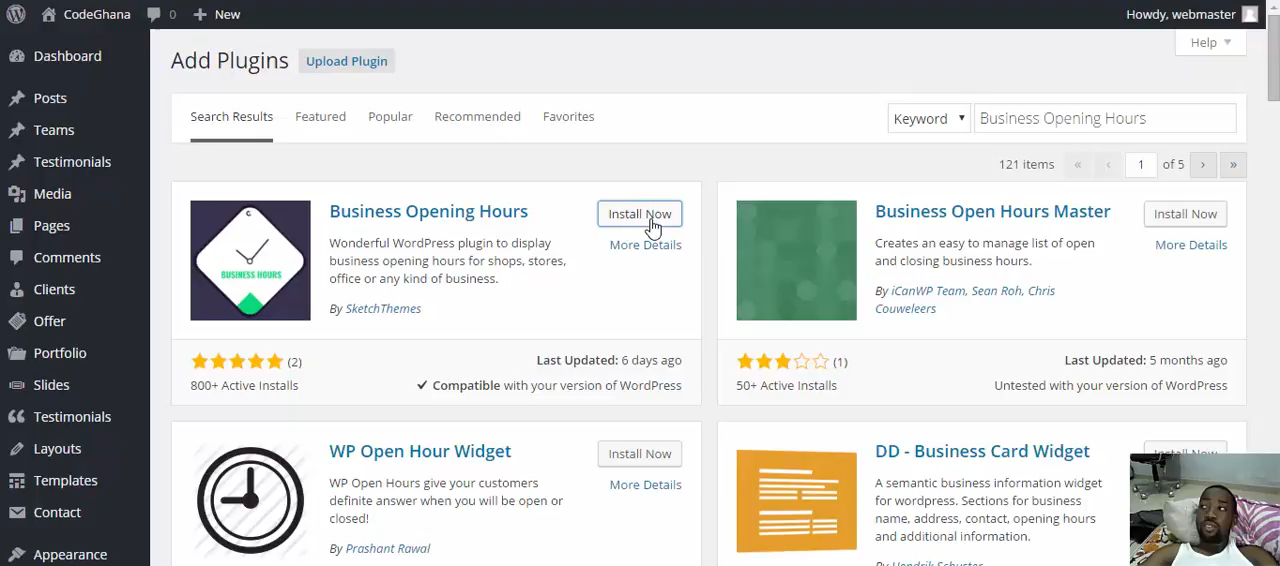 CodeGhana
0
New
Howdy, webmaster
Dashboard
Posts
Teams
Testimonials
Media
Pages
Comments
Clients
Offer
Portfolio
Slides
Testimonials
Layouts
Templates
Contact
Appearance
Help
Add Plugins
Upload Plugin
Search Results
Featured
Popular
Recommended
Favorites
Keyword
Business Opening Hours
121 items
«
‹
1
of 5
›
»
BUSINESS HOURS
Business Opening Hours
Install Now
More Details
Wonderful WordPress plugin to display
business opening hours for shops, stores,
office or any kind of business.
By SketchThemes
(2)
800+ Active Installs
Last Updated: 6 days ago
Compatible with your version of WordPress
Business Open Hours Master
Install Now
More Details
Creates an easy to manage list of open
and closing business hours.
By iCanWP Team, Sean Roh, Chris
Couweleers
(1)
50+ Active Installs
Last Updated: 5 months ago
Untested with your version of WordPress
WP Open Hour Widget
Install Now
More Details
WP Open Hours give your customers
definite answer when you will be open or
closed!
By Prashant Rawal
DD - Business Card Widget
Install Now
A semantic business information widget
for wordpress. Sections for business
name, address, contact, opening hours
and additional information.
By Hendrik Schuster